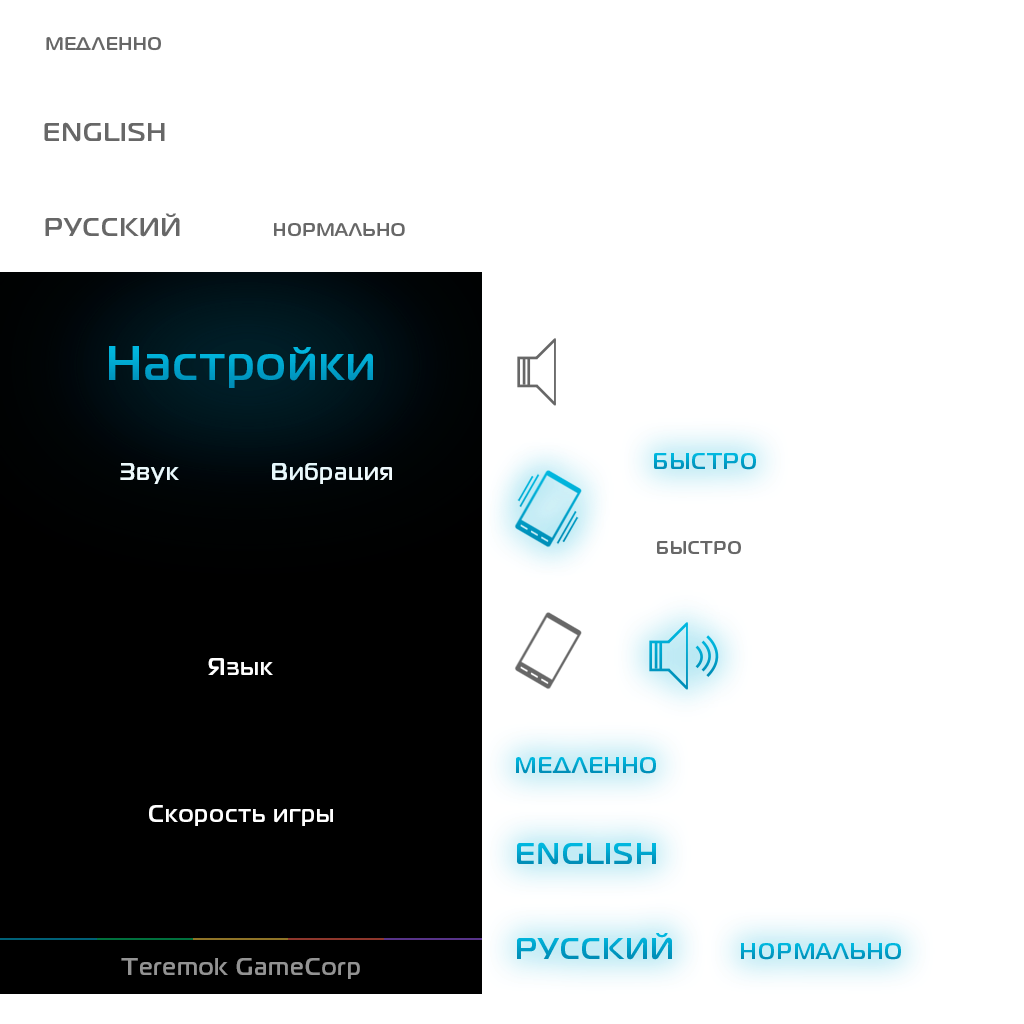 МЕДЛЕННО
ENGLISH
РУССКИЙ
НОРМАЛЬНО
Настройки
Звук
Вибрация
БЫСТРО
БЫСТРО
Язык
МЕДЛЕННО
Скорость игры
ENGLISH
РУССКИЙ
НОРМАЛЬНО
Teremok GameCorp